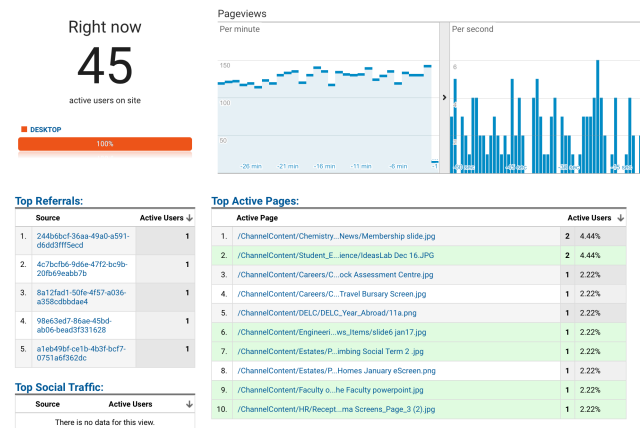 Right now
45
active users on site
DESKTOP
100%
Pageviews
Per minute
150
100
50
-26 min
-21 min
-16 min
-11 min
-6 min
-1
Per second
6
Top Referrals:
Source Active Users
1. 244b6bcf-36aa-49a0-a591-
d6dd3fff5ecd 1
2. 4c7bcfb6-9d6e-47f2-bc9b-
20fb69eabb7b 1
3. 8a12fad1-50fe-4f57-a036-
a358cdbbdae4 1
4. 98e63ed7-86ae-45bd-
ab06-bead3f331628 1
5. a1eb49bf-ce1b-4b3f-bcf7-
0751a6f362dc 1
Top Social Traffic:
Source Active Users
There is no data for this view.
Top Active Pages:
Active Page Active Users
1. /ChannelContent/Chemistry...News/Membership slide.jpg 2 4.44%
2. /ChannelContent/Student_E...ience/IdeasLab Dec 16.JPG 2 4.44%
3. /ChannelContent/Careers/C...ock Assessment Centre.jpg 1 2.22%
4. /ChannelContent/Careers/C...Travel Bursary Screen.jpg 1 2.22%
5. /ChannelContent/DELC/DELC_Year_Abroad/11a.png 1 2.22%
6. /ChannelContent/Engineeri...ws_Items/slide6 jan17.jpg 1 2.22%
7. /ChannelContent/Estates/P...imbing Social Term 2 .jpg 1 2.22%
8. /ChannelContent/Estates/P...Homes January eScreen.png 1 2.22%
9. /ChannelContent/Faculty o...he Faculty powerpoint.jpg 1 2.22%
10. /ChannelContent/HR/Recept...ma Screens_Page_3 (2).jpg 1 2.22%